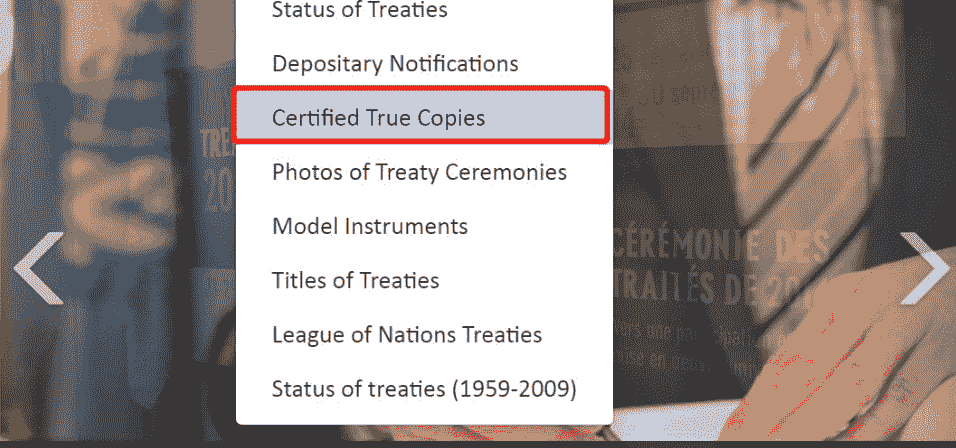 Status of Treaties
Depositary Notifications
Certified True Copies
Photos of Treaty Ceremonies
Model Instruments
Titles of Treaties
League of Nations Treaties
Status of treaties (1959-2009)
CÉRÉMONIE DES
TRAITÉS DE